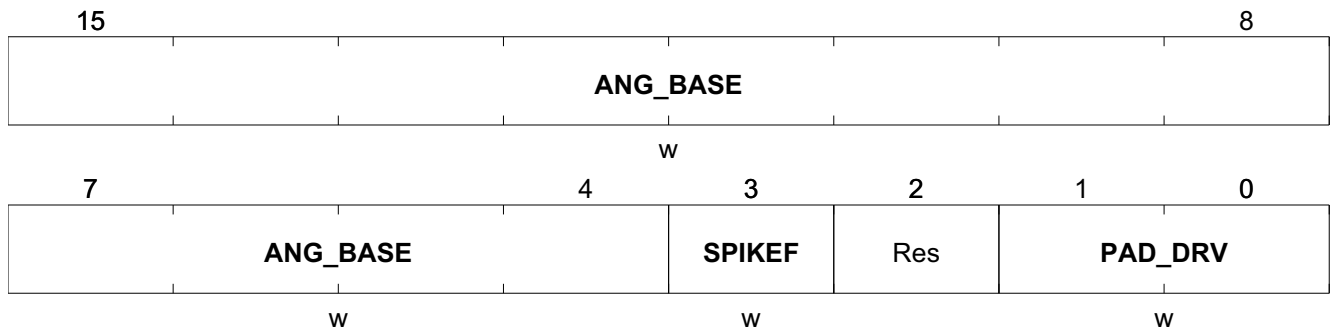 15 8
ANG_BASE
w
7 4 3 2 1 0
ANG_BASE SPIKEF Res PAD_DRV
w w w